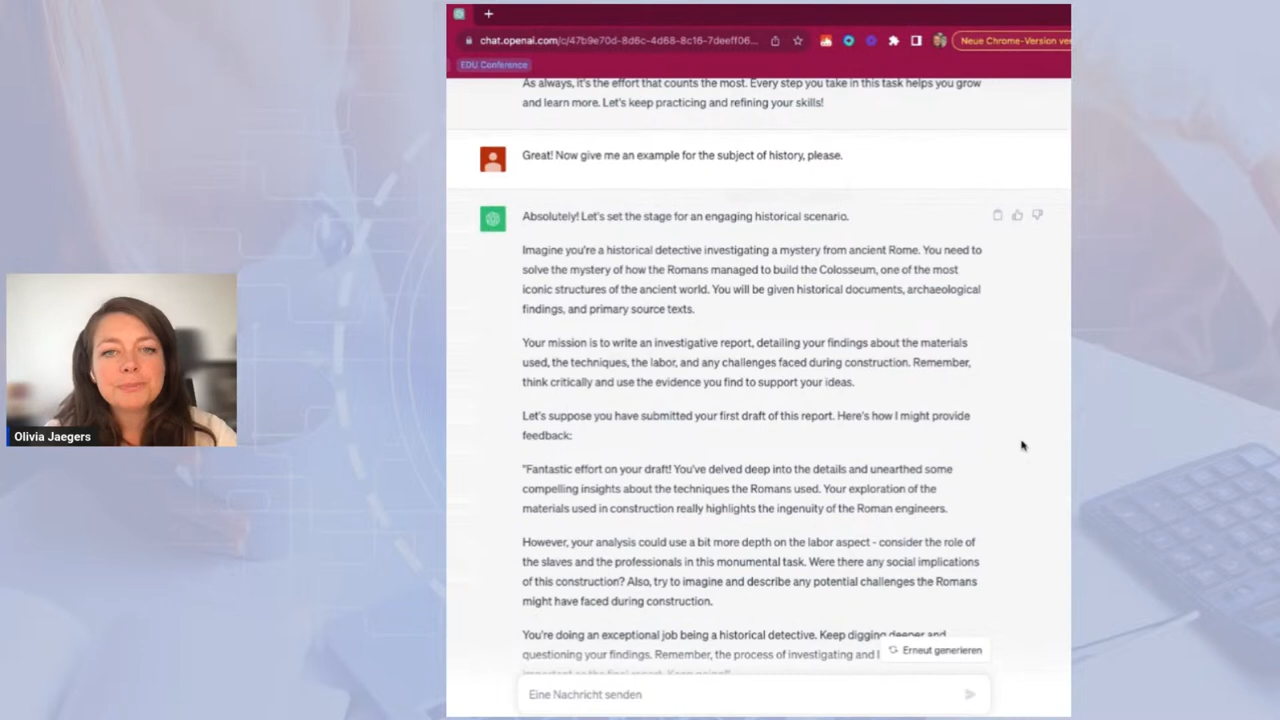 +
chat.openai.com/c/47b9e70d-8d6c-4d68-8c16-7deeff06...
Neue Chrome-Version ve
EDU Conference
As always, it's the effort that counts the most. Every step you take in this task helps you grow
and learn more. Let's keep practicing and refining your skills!
Great! Now give me an example for the subject of history, please.
Absolutely! Let's set the stage for an engaging historical scenario.
Imagine you're a historical detective investigating a mystery from ancient Rome. You need to
solve the mystery of how the Romans managed to build the Colosseum, one of the most
iconic structures of the ancient world. You will be given historical documents, archaeological
findings, and primary source texts.
Your mission is to write an investigative report, detailing your findings about the materials
used, the techniques, the labor, and any challenges faced during construction. Remember,
think critically and use the evidence you find to support your ideas.
Let's suppose you have submitted your first draft of this report. Here's how I might provide
feedback:
"Fantastic effort on your draft! You've delved deep into the details and unearthed some
compelling insights about the techniques the Romans used. Your exploration of the
materials used in construction really highlights the ingenuity of the Roman engineers.
However, your analysis could use a bit more depth on the labor aspect - consider the role of
the slaves and the professionals in this monumental task. Were there any social implications
of this construction? Also, try to imagine and describe any potential challenges the Romans
might have faced during construction.
You're doing an exceptional job being a historical detective. Keep digging deeper and
questioning your findings. Remember, the process of investigating and
Erneut generieren
important as the final report. Keep going!"
Eine Nachricht senden
Olivia Jaegers